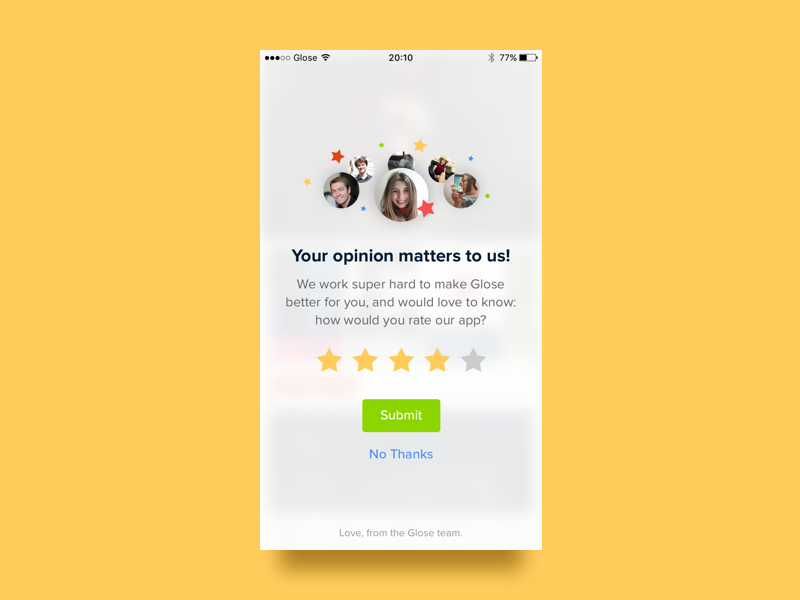 Glose 20:10 77%
Your opinion matters to us!
We work super hard to make Glose
better for you, and would love to know:
how would you rate our app?
Submit
No Thanks
Love, from the Glose team.